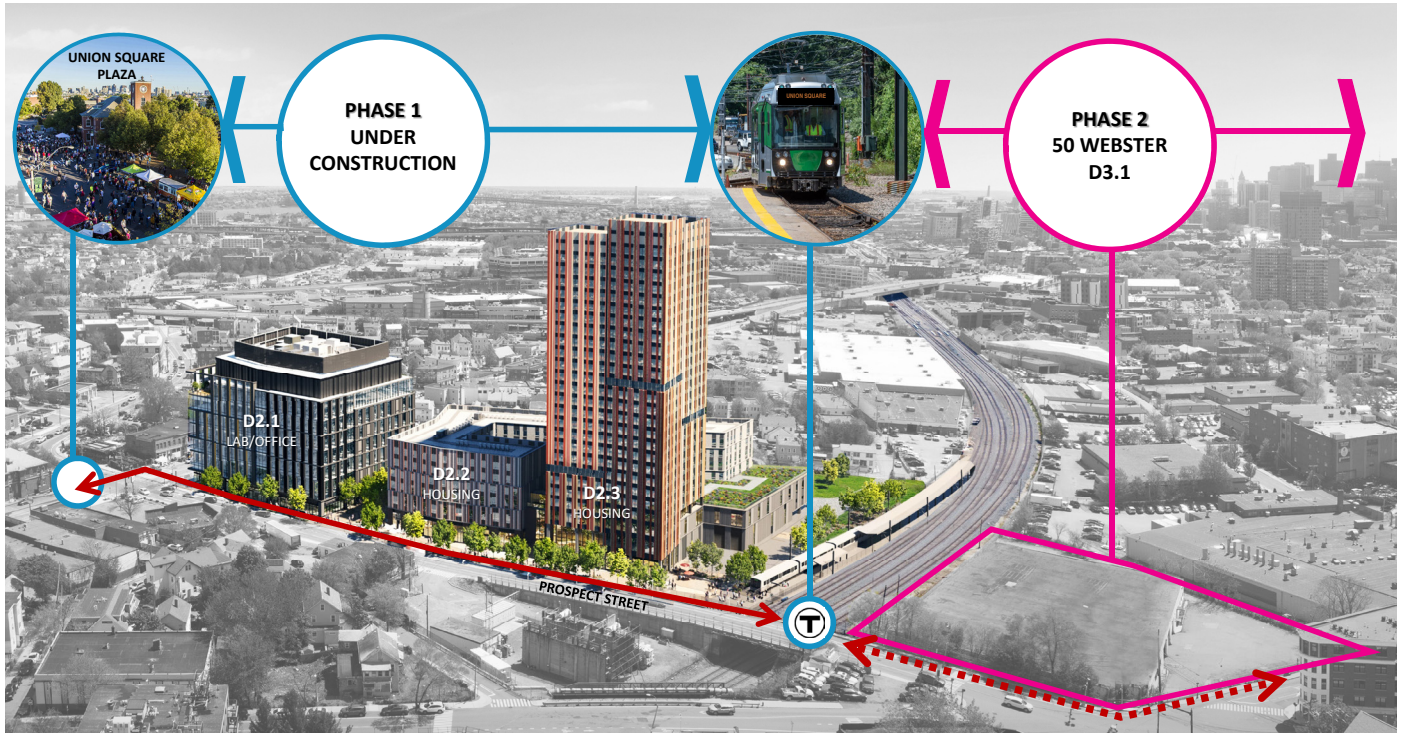 UNION SQUARE
PLAZA
PHASE 1
UNDER
CONSTRUCTION
UNION SQUARE
PHASE 2
50 WEBSTER
D3.1
D2.1
LAB/OFFICE
D2.2
HOUSING
D2.3
HOUSING
PROSPECT STREET
T